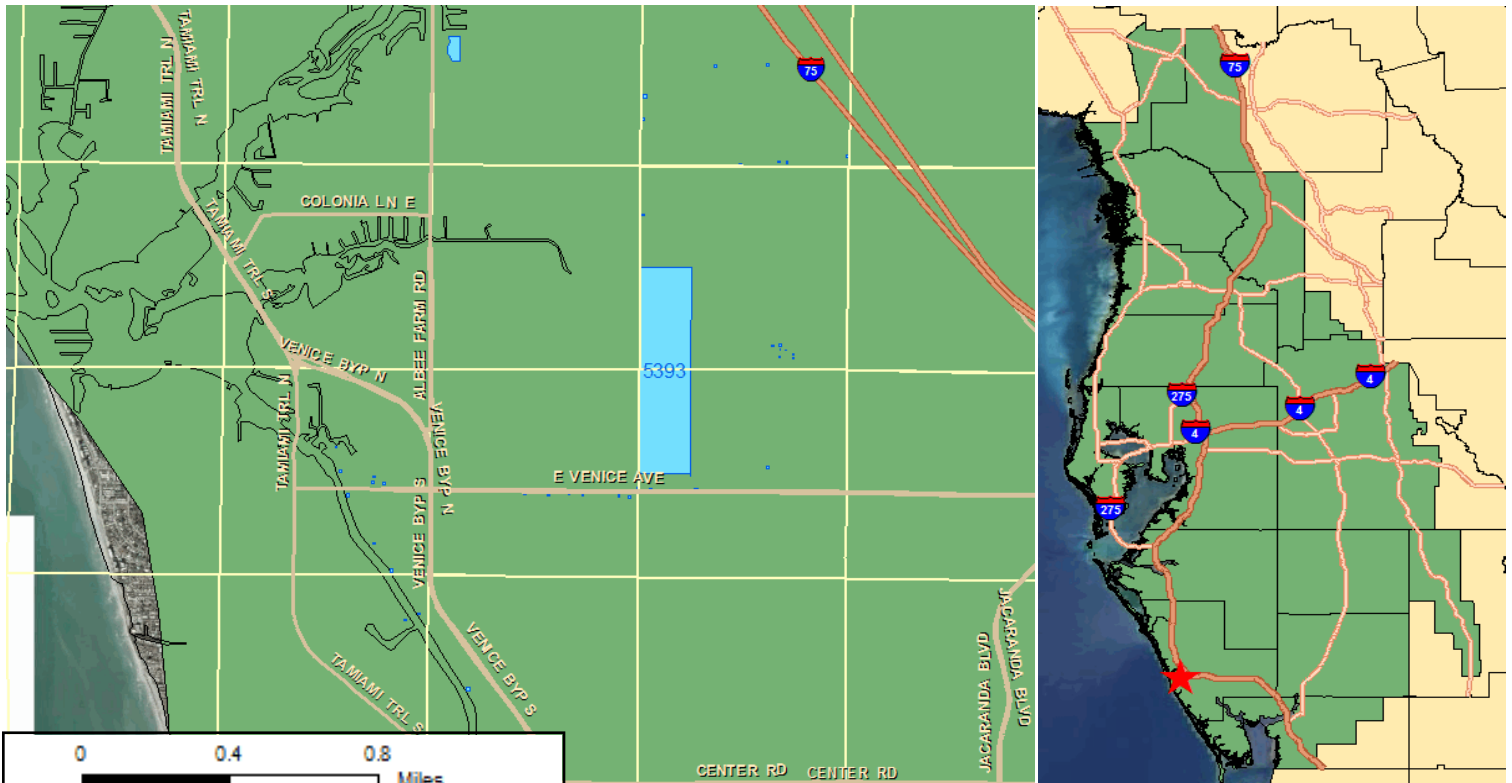 TAMIAMI TRL N
TAMIAMI TRL N
75
COLONIA LN E
TAMIAMI TRL S
ALBEE FARM RD
VENICE BYP N
5393
TAMIAMI TRL N
VENICE BYP N
E VENICE AVE
VENICE BYP S
VENICE BYP S
TAMIAMI TRL S
JACARANDA BLVD
JACARANDA BLVD
CENTER RD
CENTER RD
0 0.4 0.8
Miles
75
4
275
4
4
275